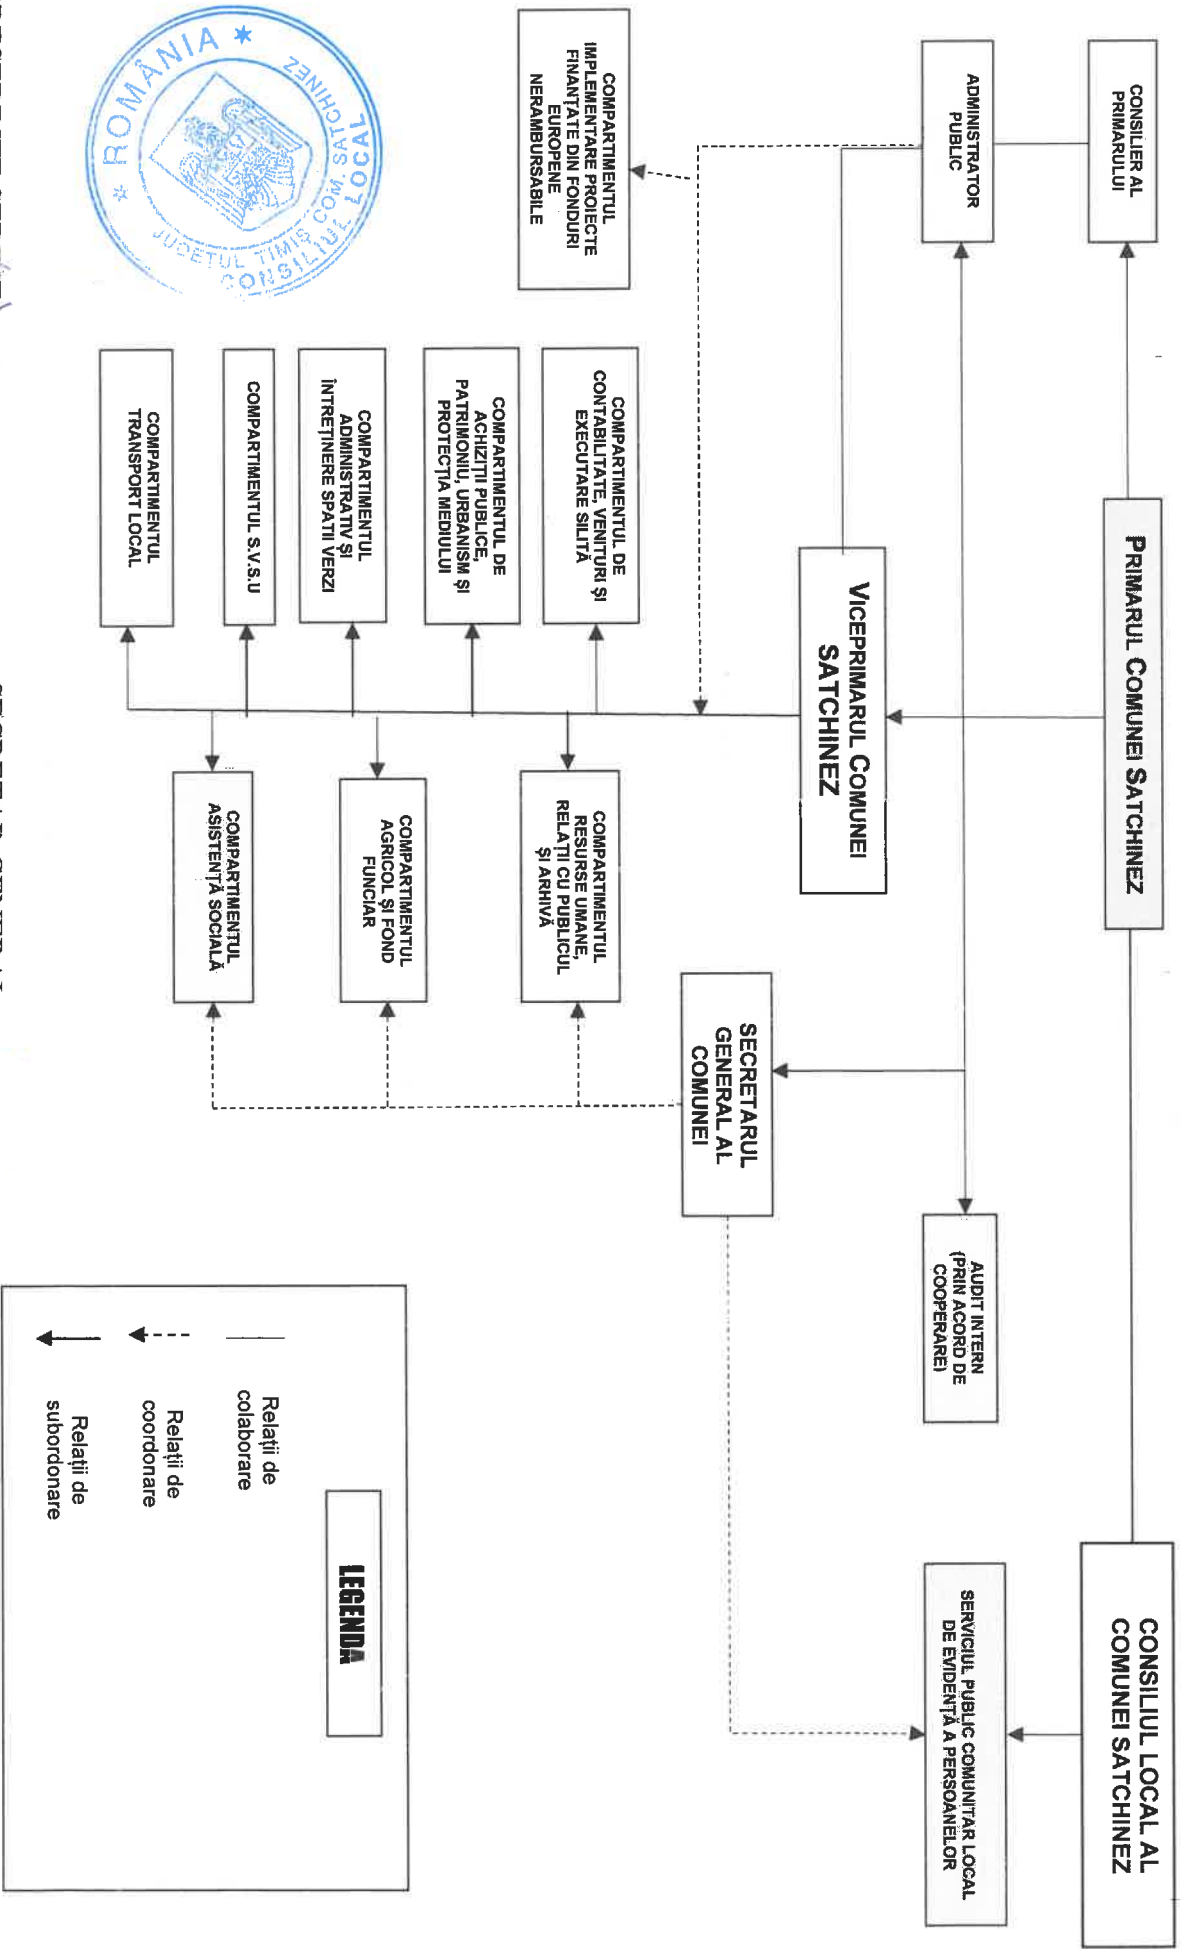 CONSILIER AL
PRIMARULUI
PRIMARUL COMUNEI SATCHINEZ
CONSILIUL LOCAL AL
COMUNEI SATCHINEZ
ADMINISTRATOR
PUBLIC
AUDIT INTERN
(PRIN ACORD DE
COOPERARE)
SERVICIUL PUBLIC COMUNITAR LOCAL
DE EVIDENȚĂ A PERSOANELOR
VICEPRIMARUL COMUNEI
SATCHINEZ
SECRETARUL
GENERAL AL
COMUNEI
COMPARTIMENTUL
IMPLEMENTARE PROIECTE
FINANȚATE DIN FONDURI
EUROPENE
NERAMBURSABILE
COMPARTIMENTUL DE
CONTABILITATE, VENITURI ȘI
EXECUTARE SILITĂ
COMPARTIMENTUL
RESURSE UMANE,
RELAȚII CU PUBLICUL
ȘI ARHIVĂ
COMPARTIMENTUL DE
ACHIZIȚII PUBLICE,
PATRIMONIU, URBANISM ȘI
PROTECȚIA MEDIULUI
COMPARTIMENTUL
AGRICOL ȘI FOND
FUNCIAR
COMPARTIMENTUL
ADMINISTRATIV ȘI
ÎNTREȚINERE SPATII VERZI
COMPARTIMENTUL S.V.S.U
COMPARTIMENTUL
ASISTENȚĂ SOCIALĂ
COMPARTIMENTUL
TRANSPORT LOCAL
LEGENDA
Relații de
colaborare
Relații de
coordonare
Relații de
subordonare
* ROMÂNIA *
CONSILIUL LOCAL
JUDEȚUL TIMIȘ COM. SATCHINEZ